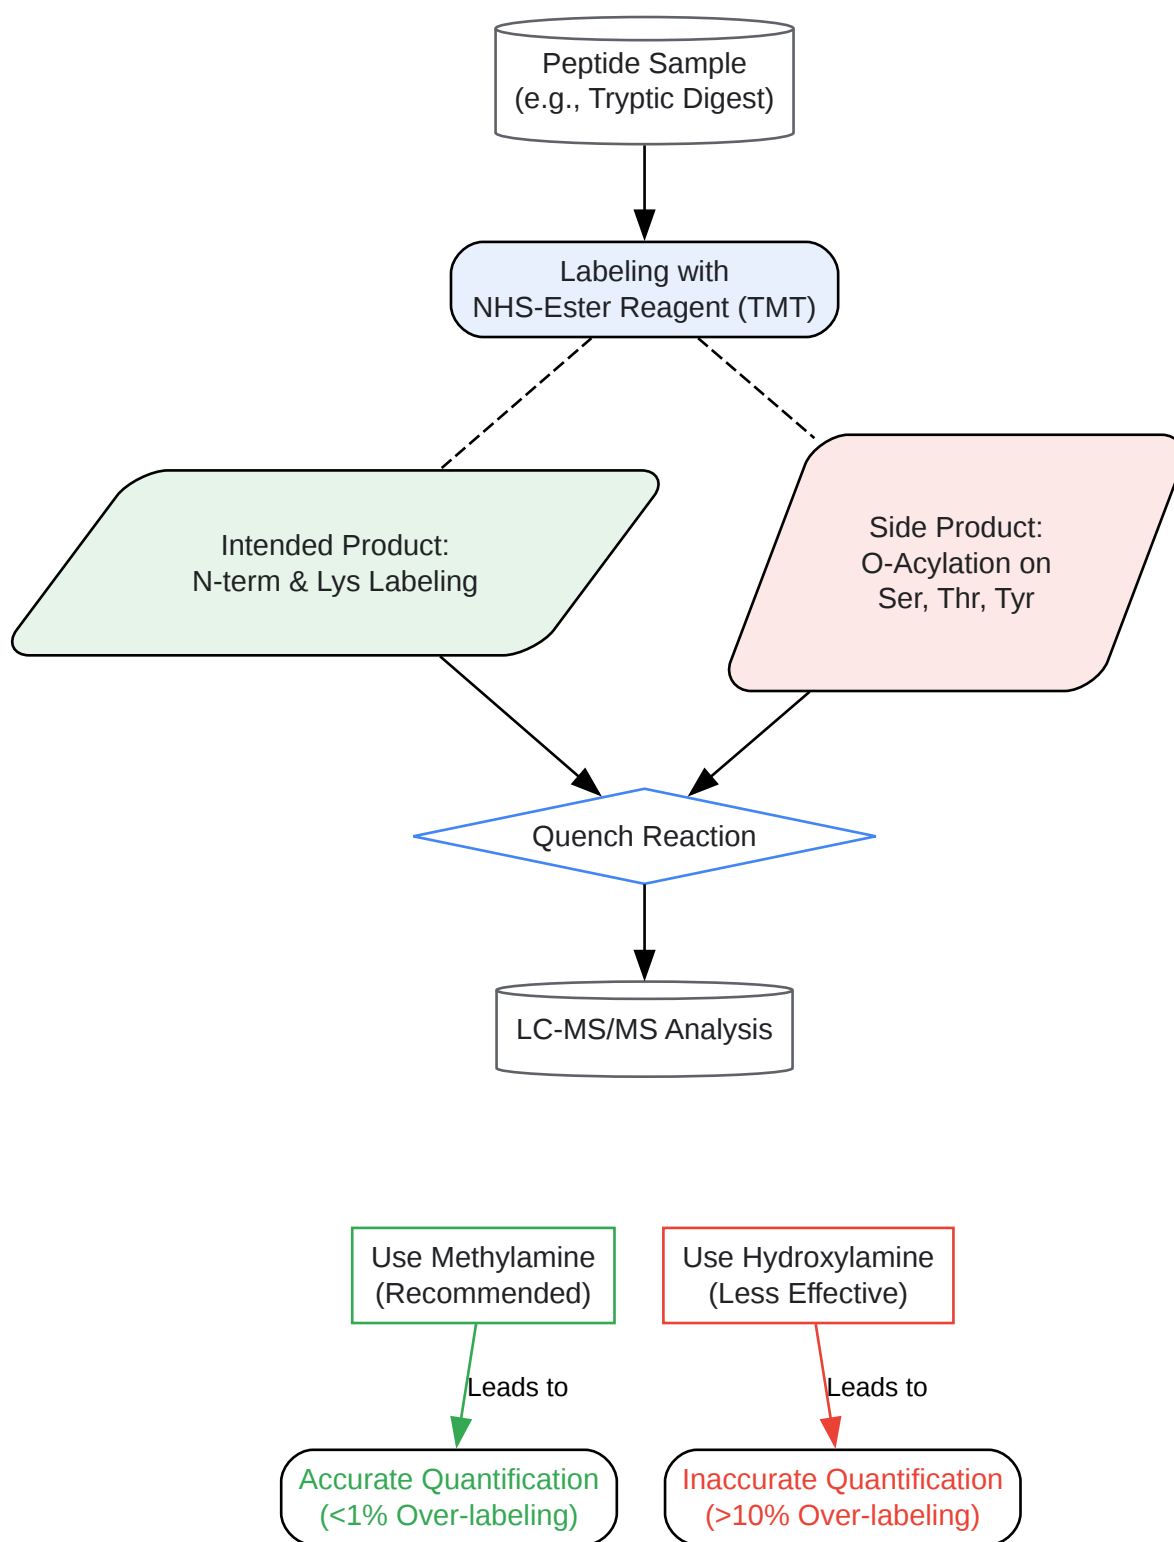 Peptide Sample
(e.g., Tryptic Digest)
Labeling with
NHS-Ester Reagent (TMT)
Intended Product:
N-term & Lys Labeling
Side Product:
O-Acylation on
Ser, Thr, Tyr
Quench Reaction
LC-MS/MS Analysis
Use Methylamine
(Recommended)
Use Hydroxylamine
(Less Effective)
Leads to
Leads to
Accurate Quantification
(<1% Over-labeling)
Inaccurate Quantification
(>10% Over-labeling)